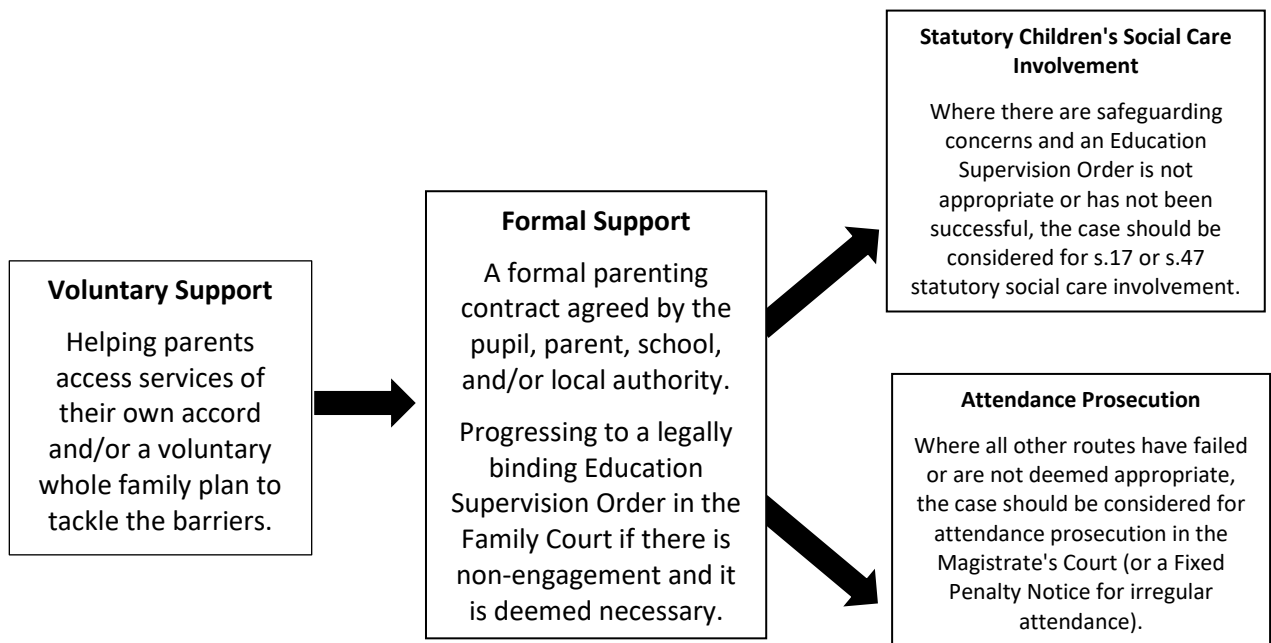 Voluntary Support
Helping parents
access services of
their own accord
and/or a voluntary
whole family plan to
tackle the barriers.
Formal Support
A formal parenting
contract agreed by the
pupil, parent, school,
and/or local authority.
Progressing to a legally
binding Education
Supervision Order in the
Family Court if there is
non-engagement and it
is deemed necessary.
Statutory Children's Social Care
Involvement
Where there are safeguarding
concerns and an Education
Supervision Order is not
appropriate or has not been
successful, the case should be
considered for s.17 or s.47
statutory social care involvement.
Attendance Prosecution
Where all other routes have failed
or are not deemed appropriate,
the case should be considered for
attendance prosecution in the
Magistrate's Court (or a Fixed
Penalty Notice for irregular
attendance).